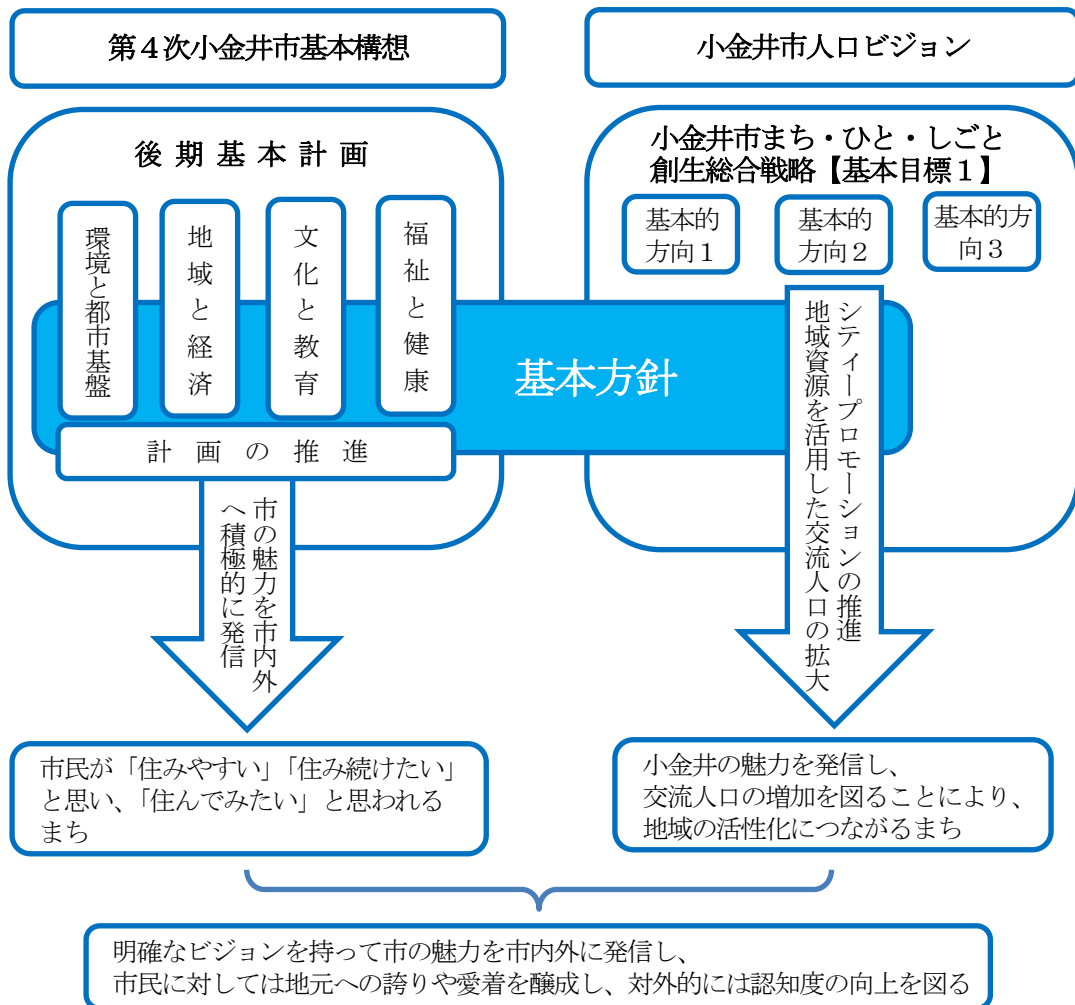 第４次小金井市基本構想
小金井市人口ビジョン
後期基本計画
環境と都市基盤
地域と経済
文化と教育
福祉と健康
計画の推進
小金井市まち・ひと・しごと
創生総合戦略【基本目標１】
基本的
方向１
基本的
方向２
基本的方
向３
基本方針
市の魅力を市内外
へ積極的に発信
シティープロモーションの推進
地域資源を活用した交流人口の拡大
市民が「住みやすい」「住み続けたい」
と思い、「住んでみたい」と思われる
まち
小金井の魅力を発信し、
交流人口の増加を図ることにより、
地域の活性化につながるまち
明確なビジョンを持って市の魅力を市内外に発信し、
市民に対しては地元への誇りや愛着を醸成し、対外的には認知度の向上を図る